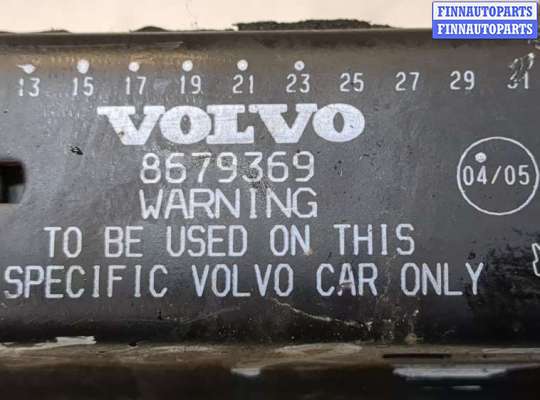 FINNAUTOPARTS
FINNAUTOPARTS
13 15 17 19 21 23 25 27 29 31
VOLVO
8679369
04/05
WARNING
TO BE USED ON THIS
SPECIFIC VOLVO CAR ONLY